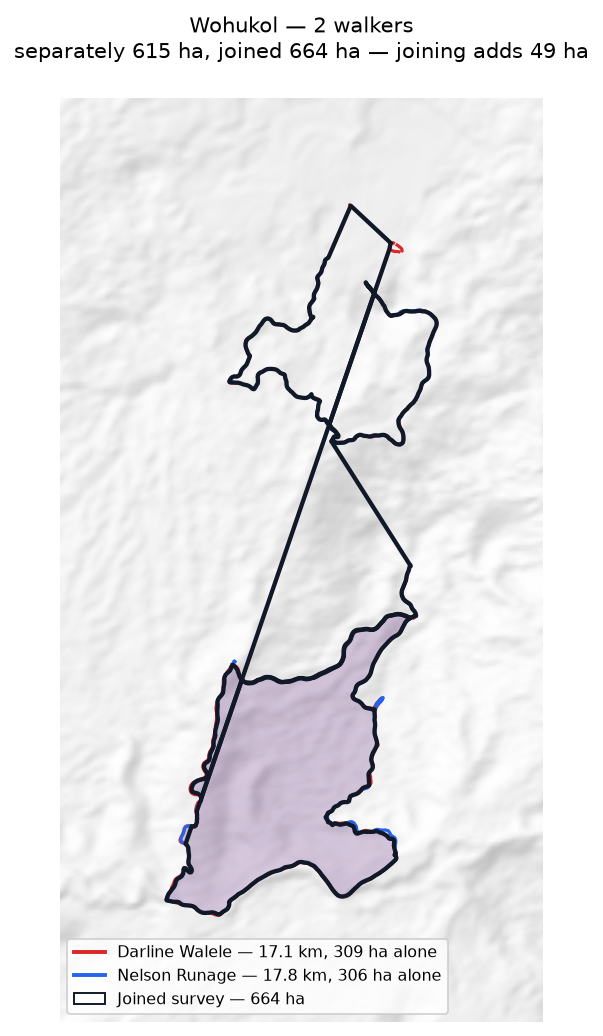 Wohukol — 2 walkers
separately 615 ha, joined 664 ha — joining adds 49 ha
Darline Walele — 17.1 km, 309 ha alone
Nelson Runage — 17.8 km, 306 ha alone
Joined survey — 664 ha